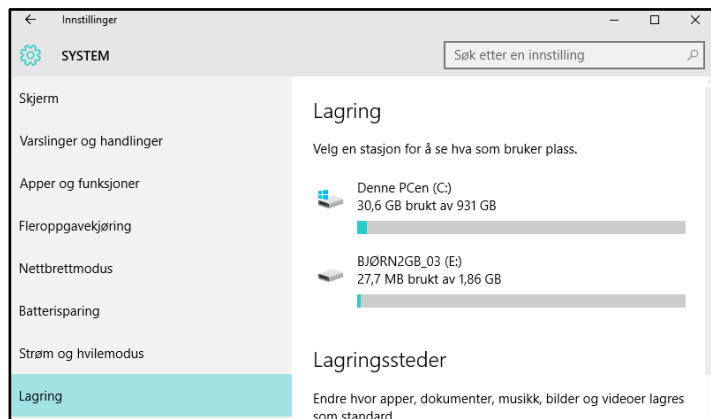 Innstillinger
SYSTEM
Søk etter en innstilling
Skjerm
Varslinger og handlinger
Apper og funksjoner
Fleroppgavekjøring
Nettbrettmodus
Batterisparing
Strøm og hvilemodus
Lagring
Lagring
Velg en stasjon for å se hva som bruker plass.
Denne PCen (C:)
30,6 GB brukt av 931 GB
BJØRN2GB_03 (E:)
27,7 MB brukt av 1,86 GB
Lagringssteder
Endre hvor apper, dokumenter, musikk, bilder og videoer lagres
som standard